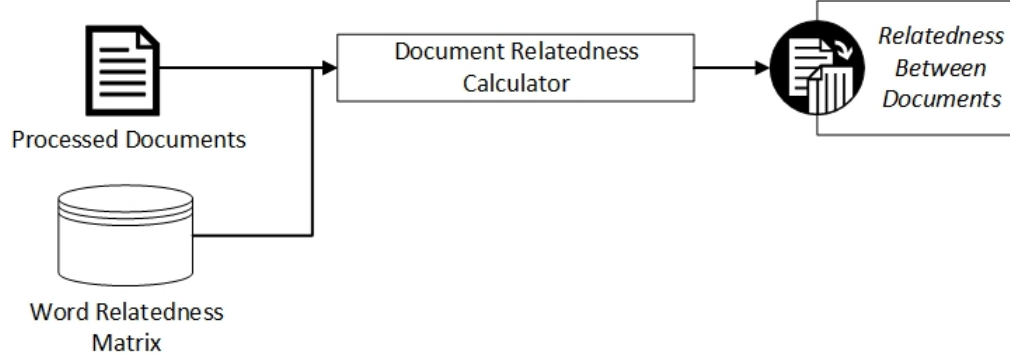 Processed Documents
Word Relatedness
Matrix
Document Relatedness
Calculator
Relatedness
Between
Documents